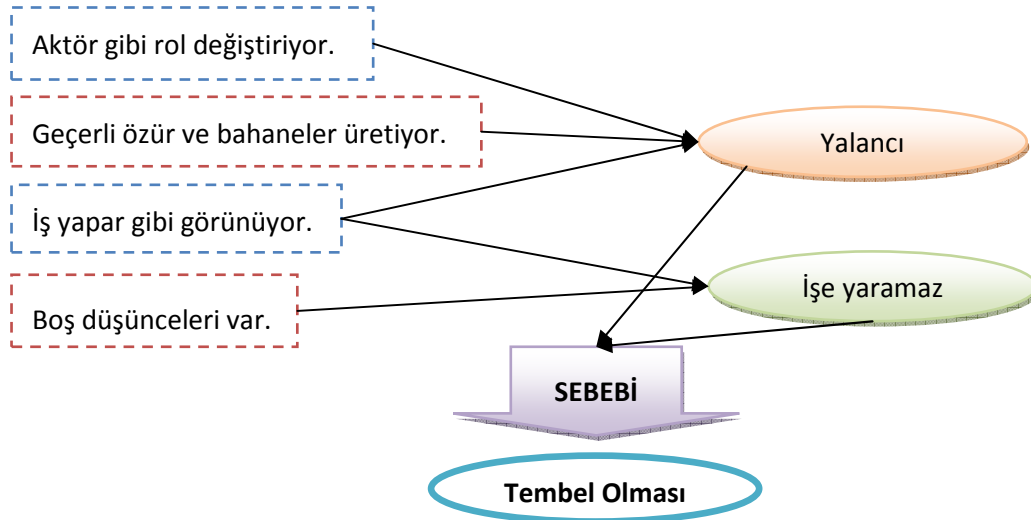 Aktör gibi rol değiştiriyor.
Geçerli özür ve bahaneler üretiyor.
Yalancı
İş yapar gibi görünüyor.
İşe yaramaz
Boş düşünceleri var.
SEBEBİ
Tembel Olması